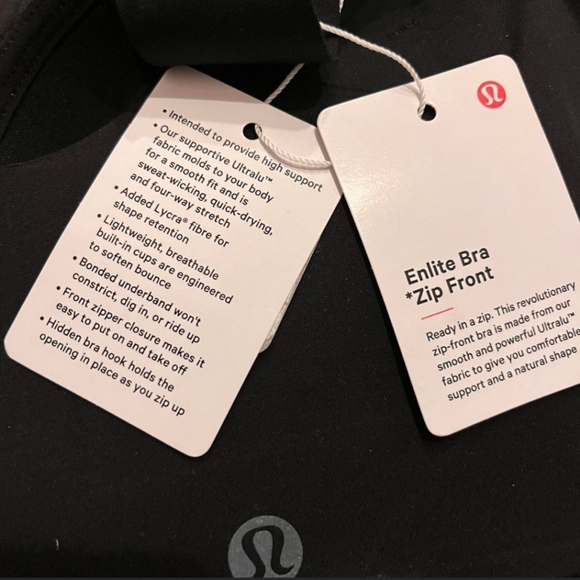 • Intended to provide high support
• Our supportive Ultralu™
fabric molds to your body
for a smooth fit and is
sweat-wicking, quick-drying,
and four-way stretch
• Added Lycra® fibre for
shape retention
• Lightweight, breathable
built-in cups are engineered
to soften bounce
• Bonded underband won't
constrict, dig in, or ride up
• Front zipper closure makes it
easy to put on and take off
• Hidden bra hook holds the
opening in place as you zip up
Enlite Bra
*Zip Front
Ready in a zip. This revolutionary
zip-front bra is made from our
smooth and powerful Ultralu™
fabric to give you comfortable
support and a natural shape